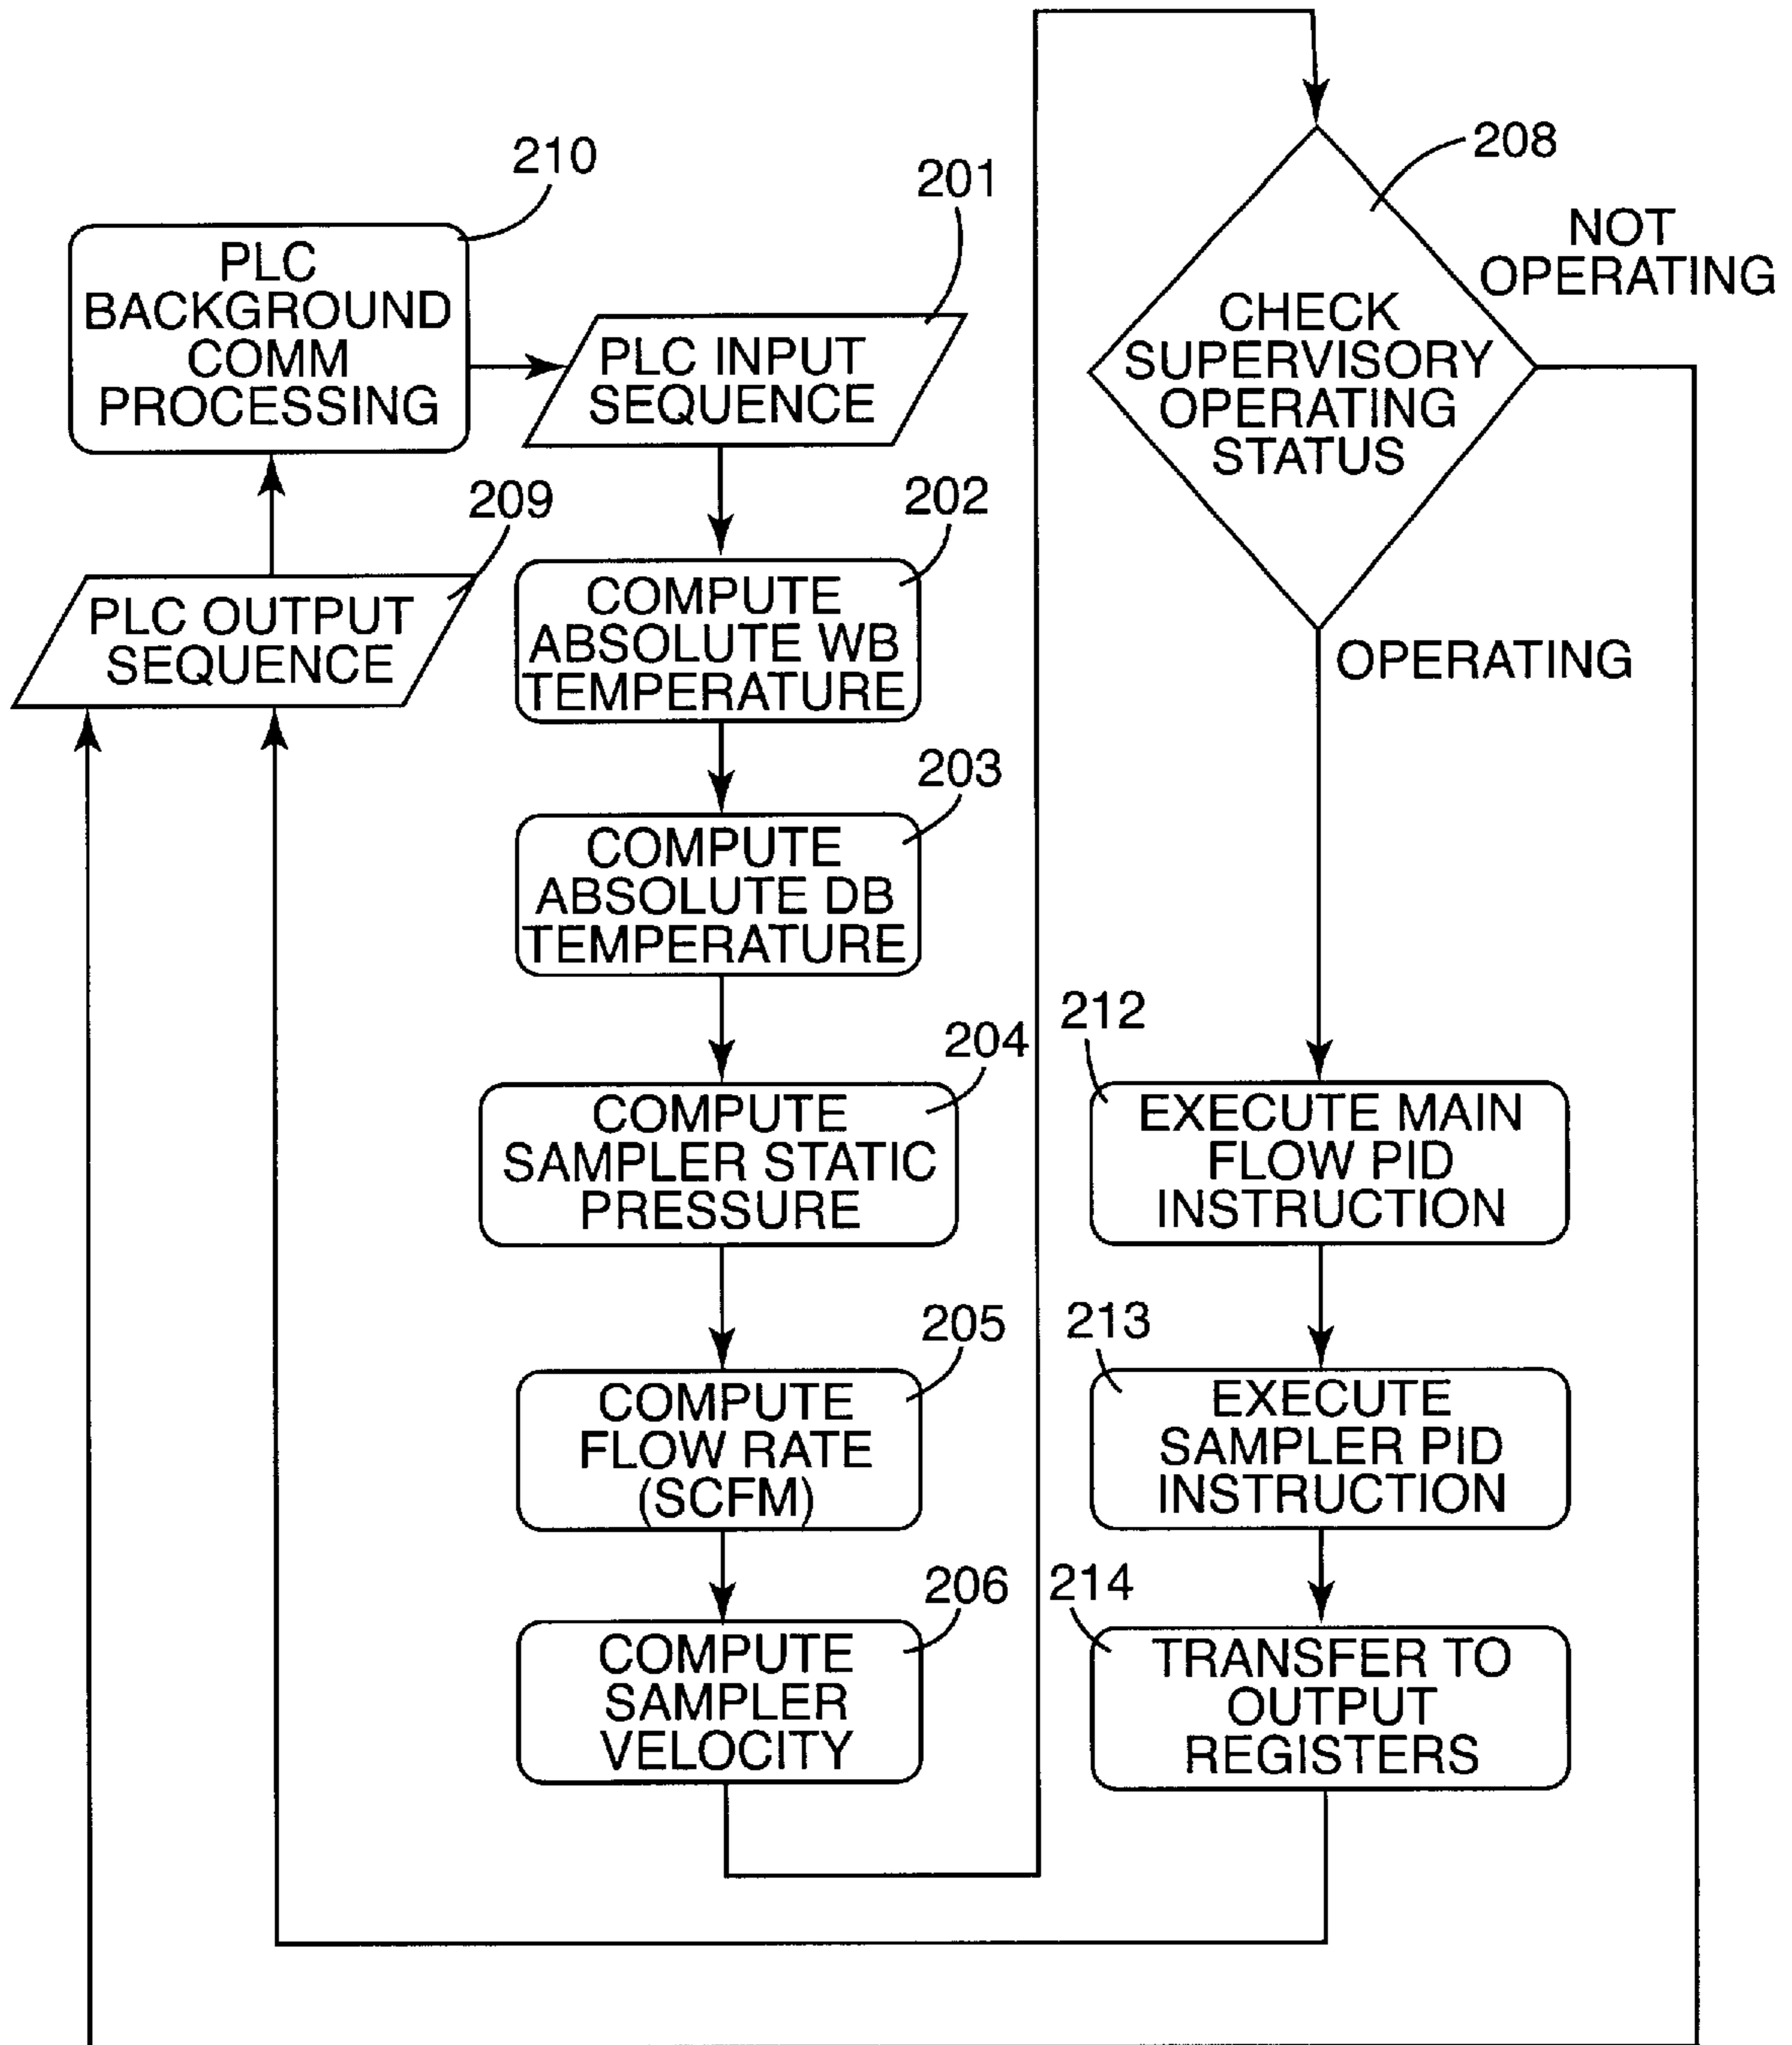 210
PLC
BACKGROUND
COMM
PROCESSING
201
PLC INPUT
SEQUENCE
209
PLC OUTPUT
SEQUENCE
202
COMPUTE
ABSOLUTE WB
TEMPERATURE
203
COMPUTE
ABSOLUTE DB
TEMPERATURE
204
COMPUTE
SAMPLER STATIC
PRESSURE
205
COMPUTE
FLOW RATE
(SCFM)
206
COMPUTE
SAMPLER
VELOCITY
208
CHECK
SUPERVISORY
OPERATING
STATUS
NOT
OPERATING
OPERATING
212
EXECUTE MAIN
FLOW PID
INSTRUCTION
213
EXECUTE
SAMPLER PID
INSTRUCTION
214
TRANSFER TO
OUTPUT
REGISTERS